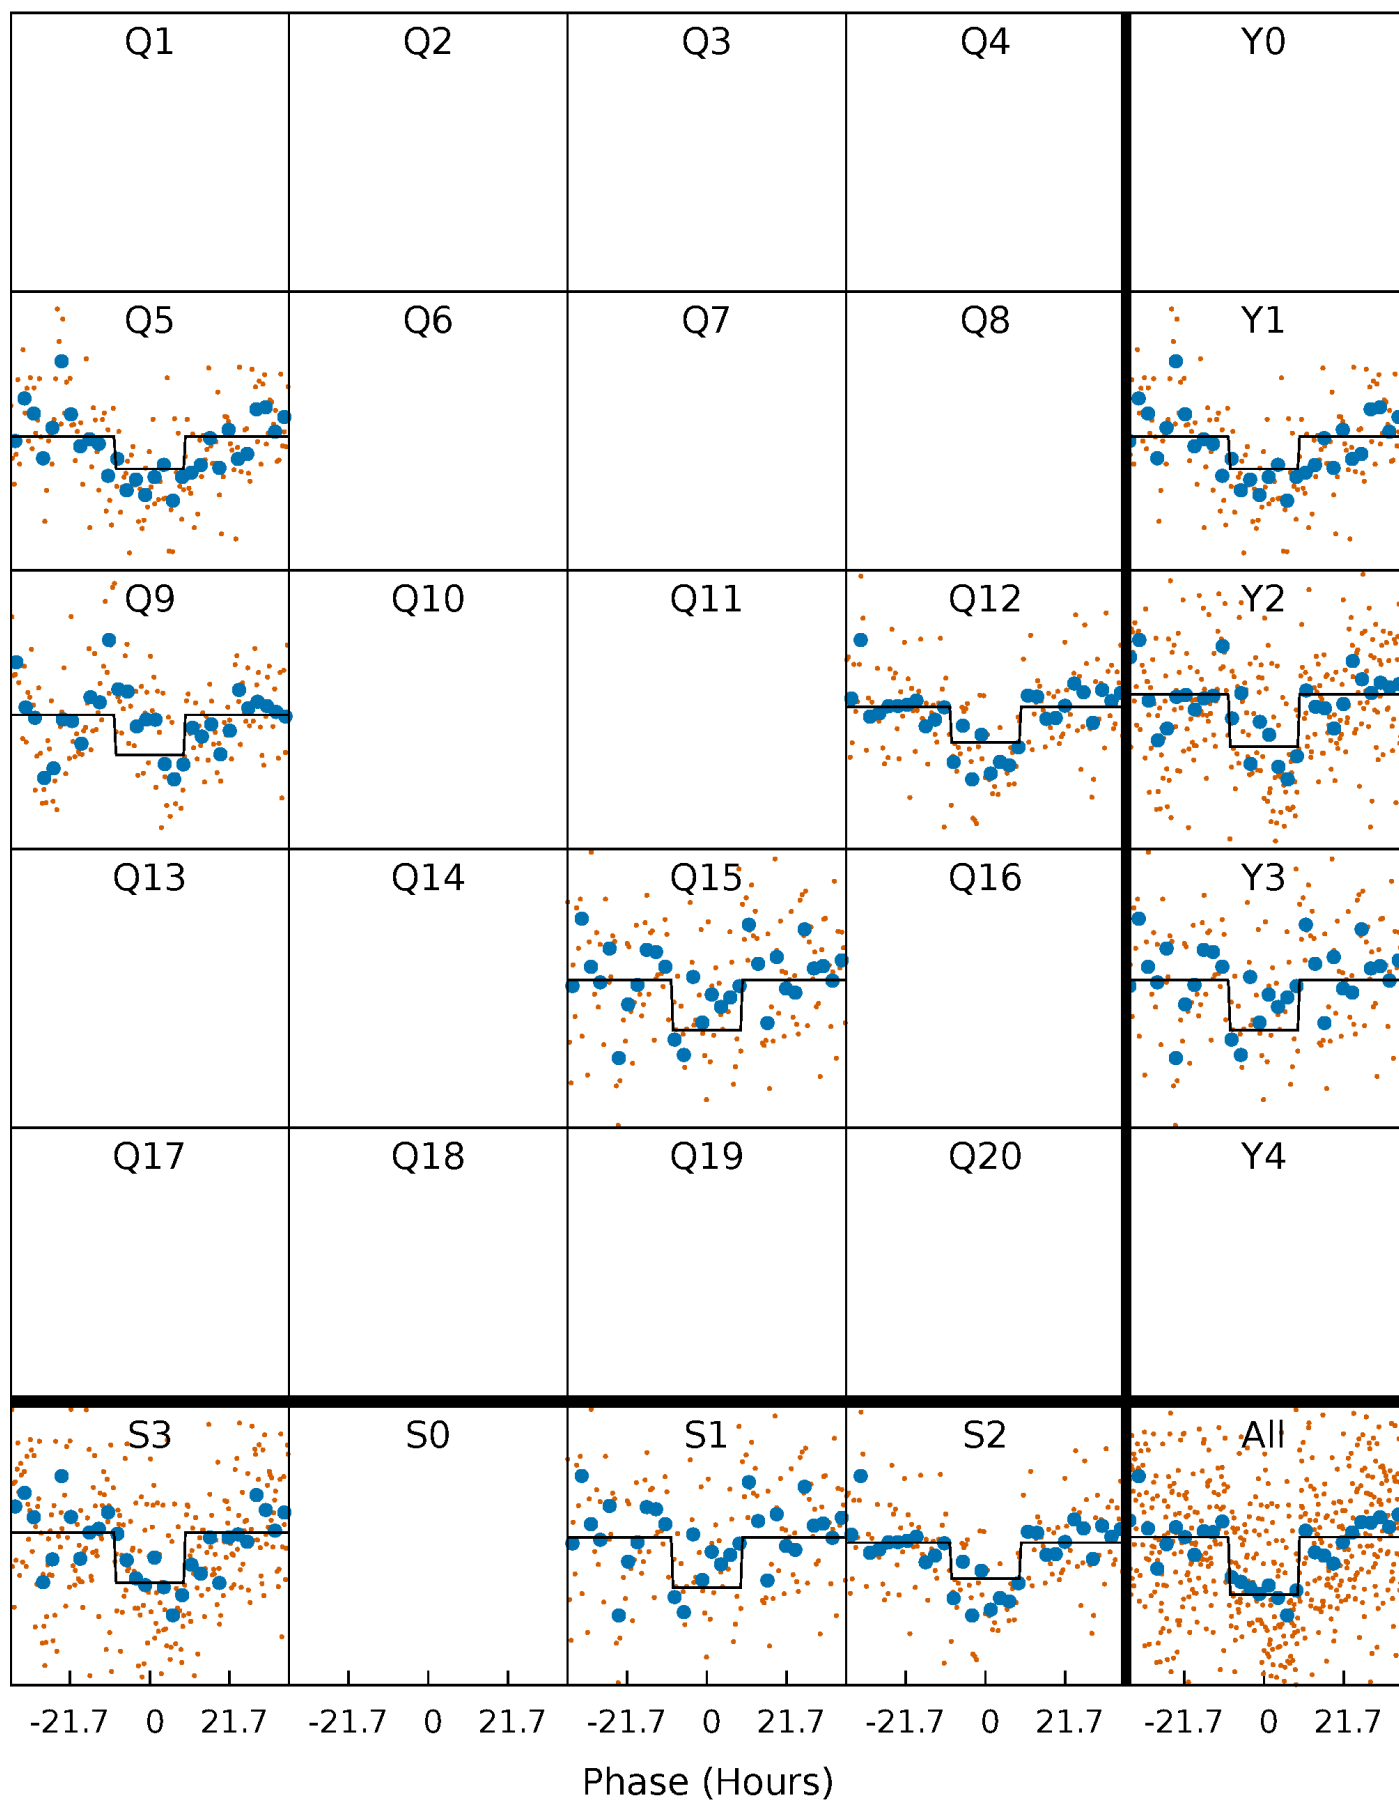 Q1 Q2 Q3 Q4 Y0
Q5 Q6 Q7 Q8 Y1
Q9 Q10 Q11 Q12 Y2
Q13 Q14 Q15 Q16 Y3
Q17 Q18 Q19 Q20 Y4
S3 S0 S1 S2 All
-21.7 0 21.7 -21.7 0 21.7 -21.7 0 21.7 -21.7 0 21.7 -21.7 0 21.7
Phase (Hours)